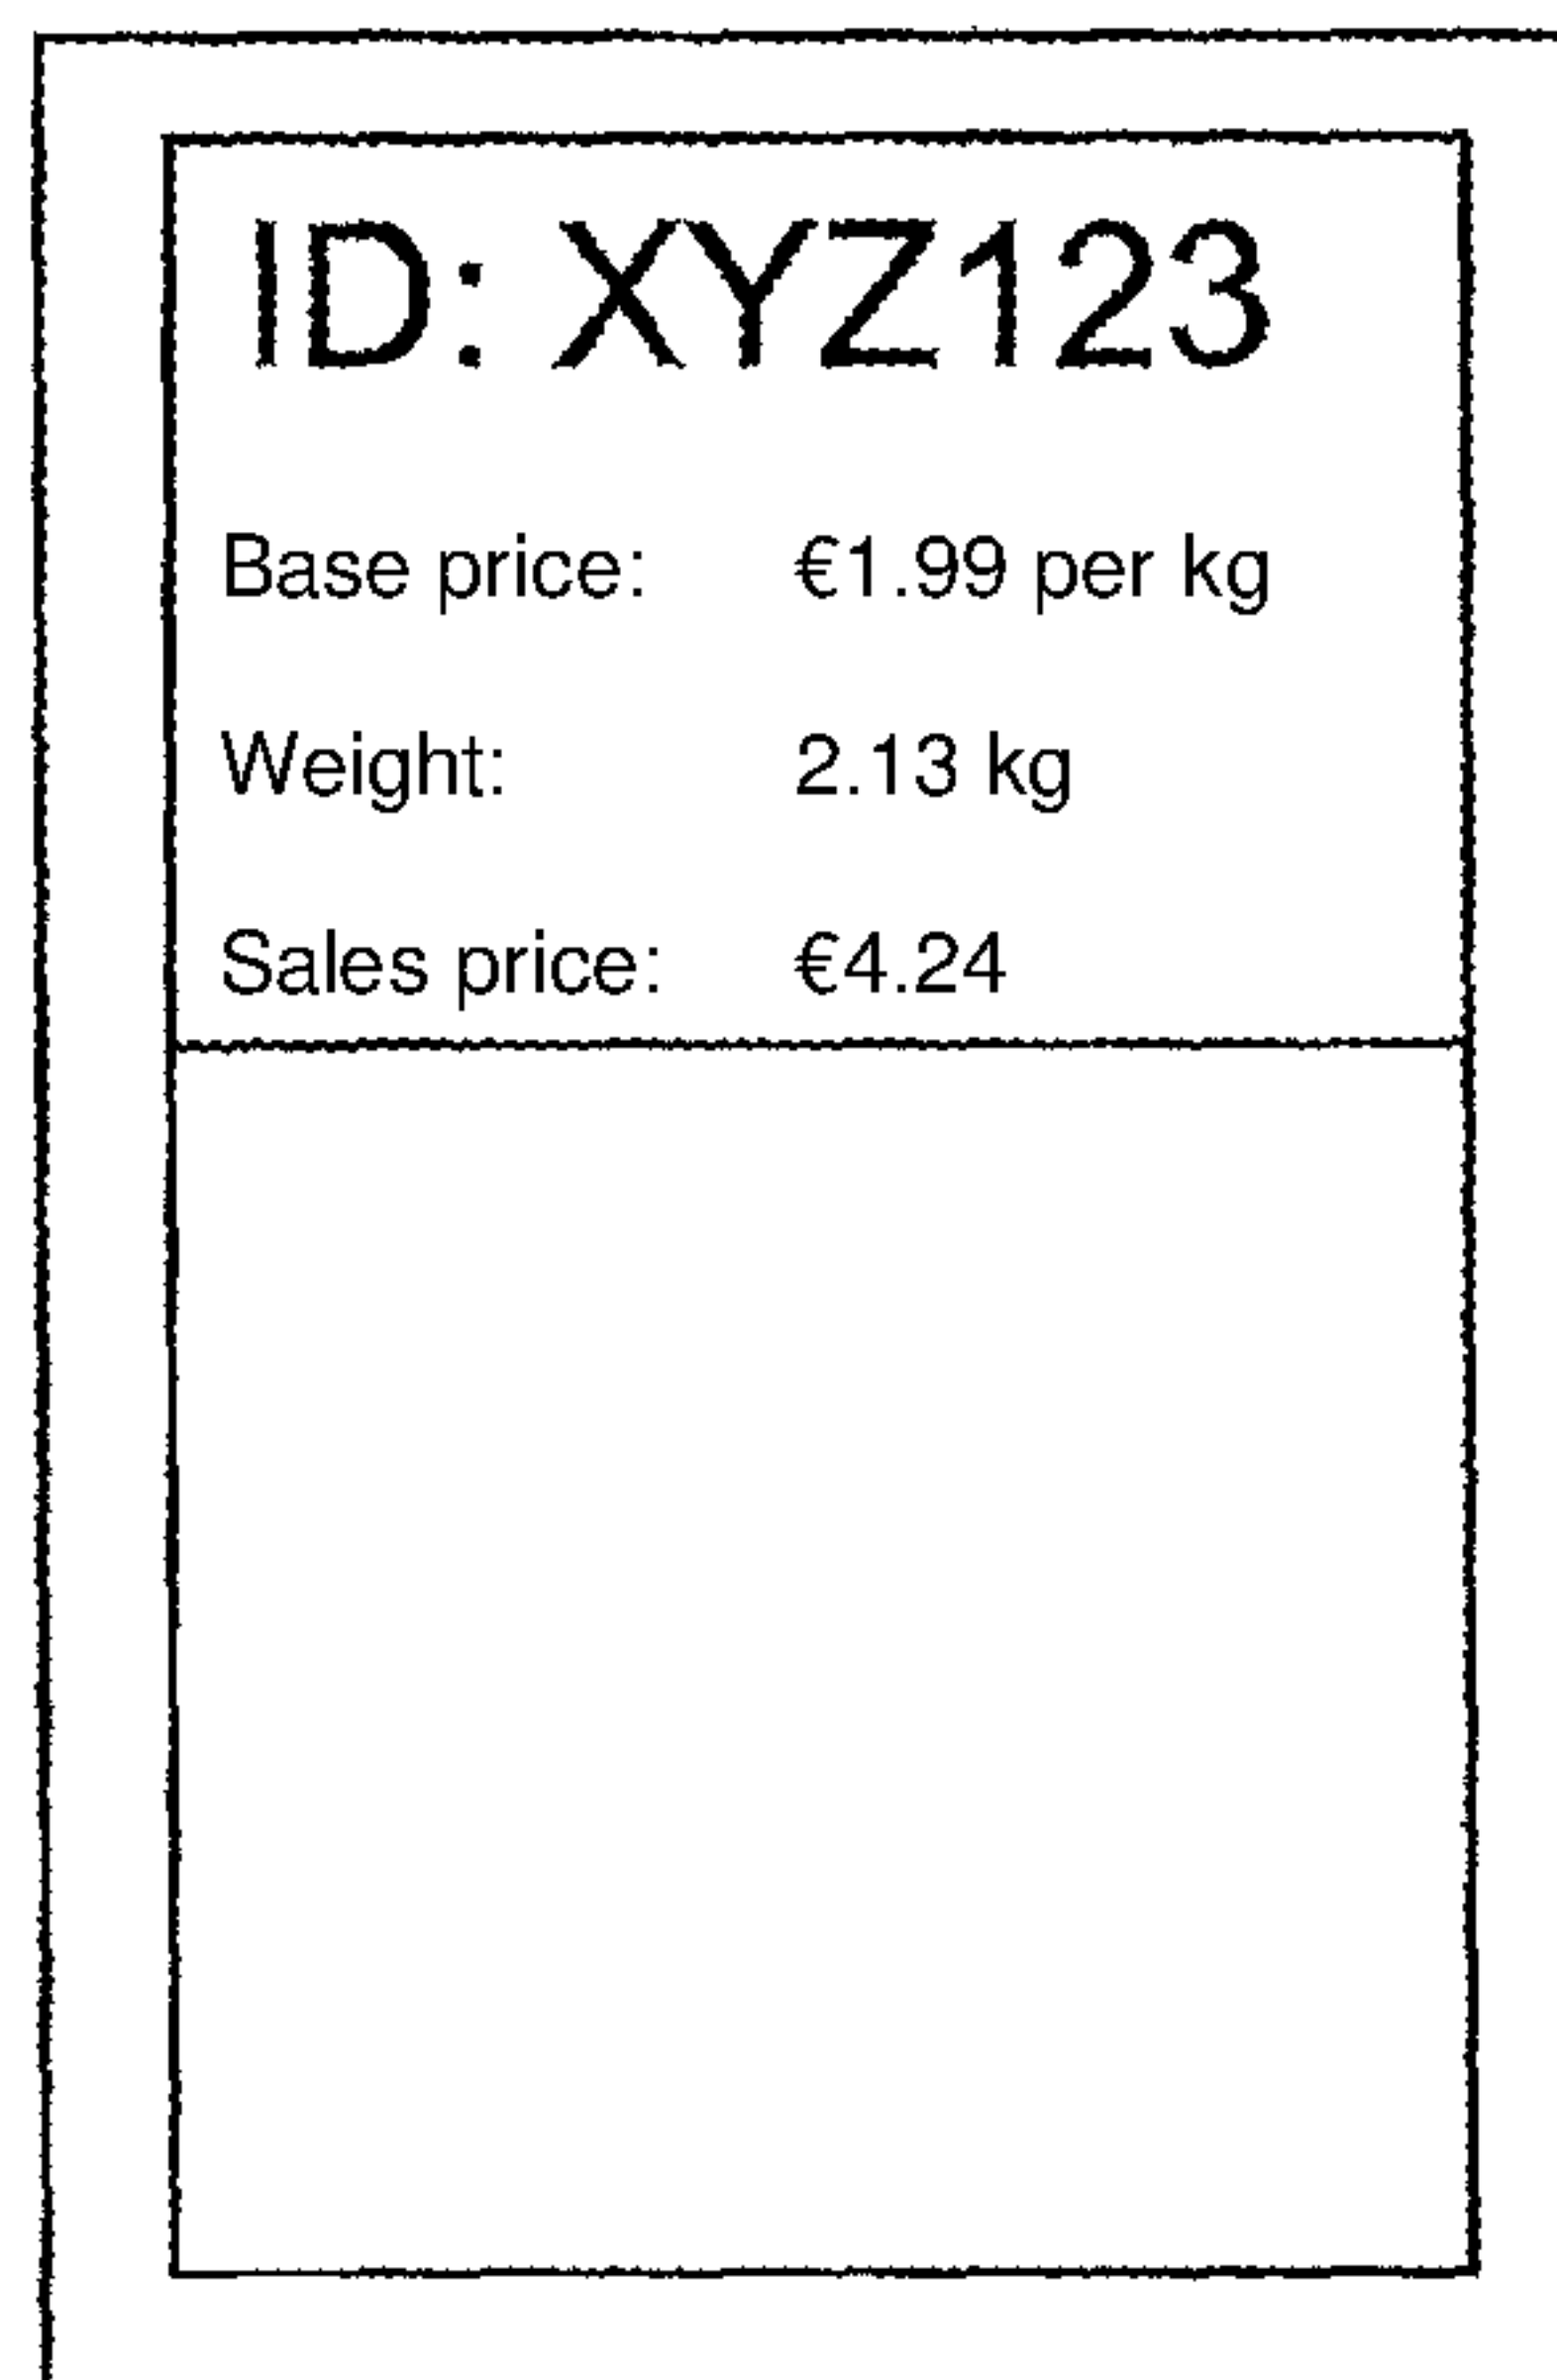 ID: XYZ123
Base price: €1.99 per kg
Weight: 2.13 kg
Sales price: €4.24